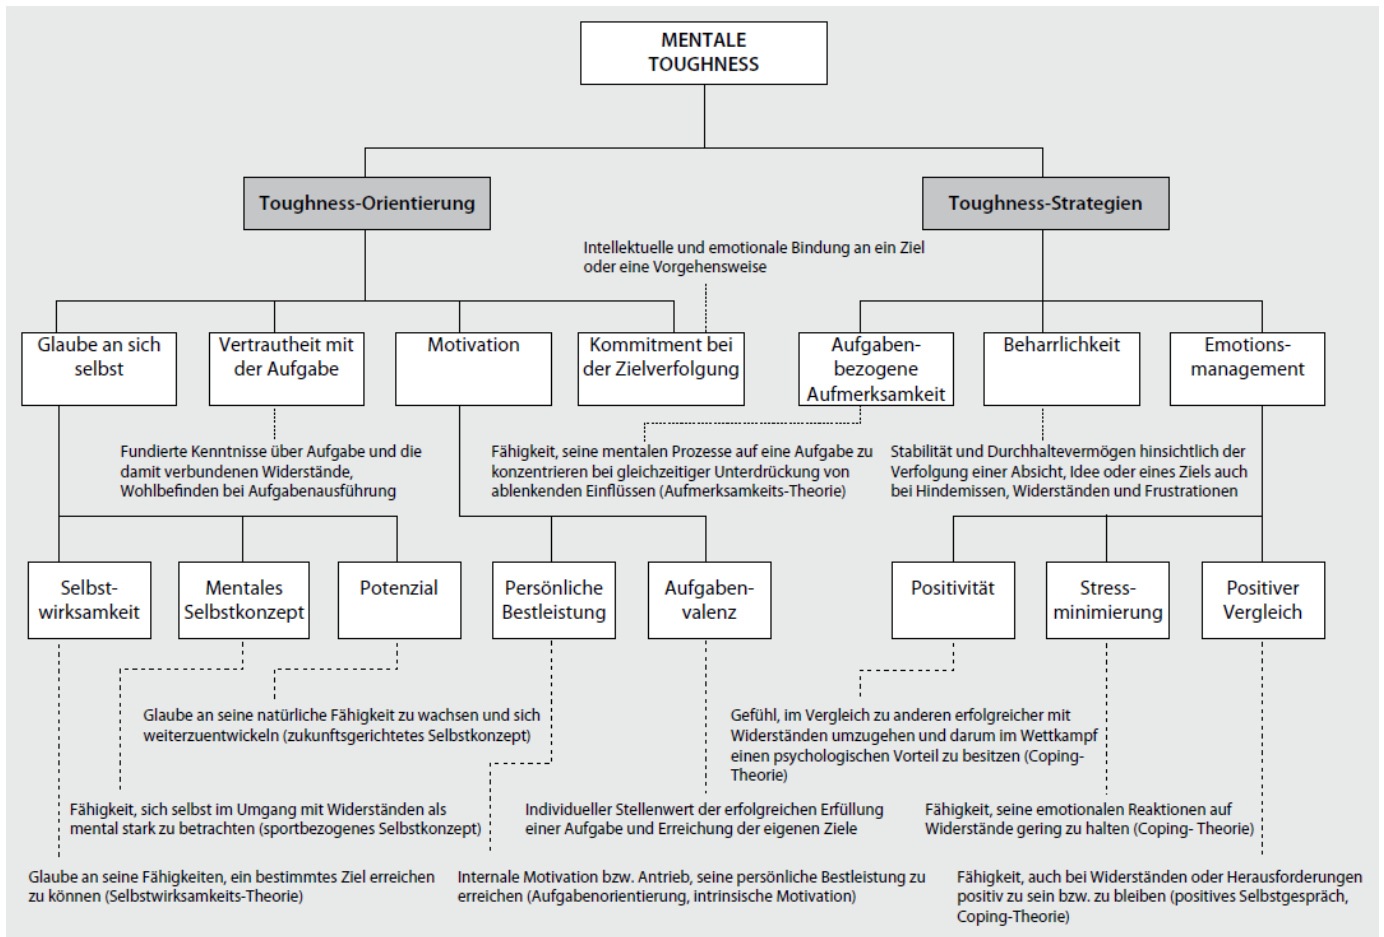 MENTALE
TOUGHNESS
Toughness-Orientierung
Toughness-Strategien
Intellektuelle und emotionale Bindung an ein Ziel
oder eine Vorgehensweise
Glaube an sich
selbst
Vertrautheit mit
der Aufgabe
Motivation
Kommitment bei
der Zielverfolgung
Aufgaben-
bezogene
Aufmerksamkeit
Beharrlichkeit
Emotions-
management
Fundierte Kenntnisse über Aufgabe und die
damit verbundenen Widerstände,
Wohlbefinden bei Aufgabenausführung
Fähigkeit, seine mentalen Prozesse auf eine Aufgabe zu
konzentrieren bei gleichzeitiger Unterdrückung von
ablenkenden Einflüssen (Aufmerksamkeits-Theorie)
Stabilität und Durchhaltevermögen hinsichtlich der
Verfolgung einer Absicht, Idee oder eines Ziels auch
bei Hindernissen, Widerständen und Frustrationen
Selbst-
wirksamkeit
Mentales
Selbstkonzept
Potenzial
Persönliche
Bestleistung
Aufgaben-
valenz
Positivität
Stress-
minimierung
Positiver
Vergleich
Glaube an seine natürliche Fähigkeit zu wachsen und sich
weiterzuentwickeln (zukunftsgerichtetes Selbstkonzept)
Gefühl, im Vergleich zu anderen erfolgreicher mit
Widerständen umzugehen und darum im Wettkampf
einen psychologischen Vorteil zu besitzen (Coping-
Theorie)
Fähigkeit, sich selbst im Umgang mit Widerständen als
mental stark zu betrachten (sportbezogenes Selbstkonzept)
Individueller Stellenwert der erfolgreichen Erfüllung
einer Aufgabe und Erreichung der eigenen Ziele
Fähigkeit, seine emotionalen Reaktionen auf
Widerstände gering zu halten (Coping- Theorie)
Glaube an seine Fähigkeiten, ein bestimmtes Ziel erreichen
zu können (Selbstwirksamkeits-Theorie)
Internale Motivation bzw. Antrieb, seine persönliche Bestleistung zu
erreichen (Aufgabenorientierung, intrinsische Motivation)
Fähigkeit, auch bei Widerständen oder Herausforderungen
positiv zu sein bzw. zu bleiben (positives Selbstgespräch,
Coping-Theorie)